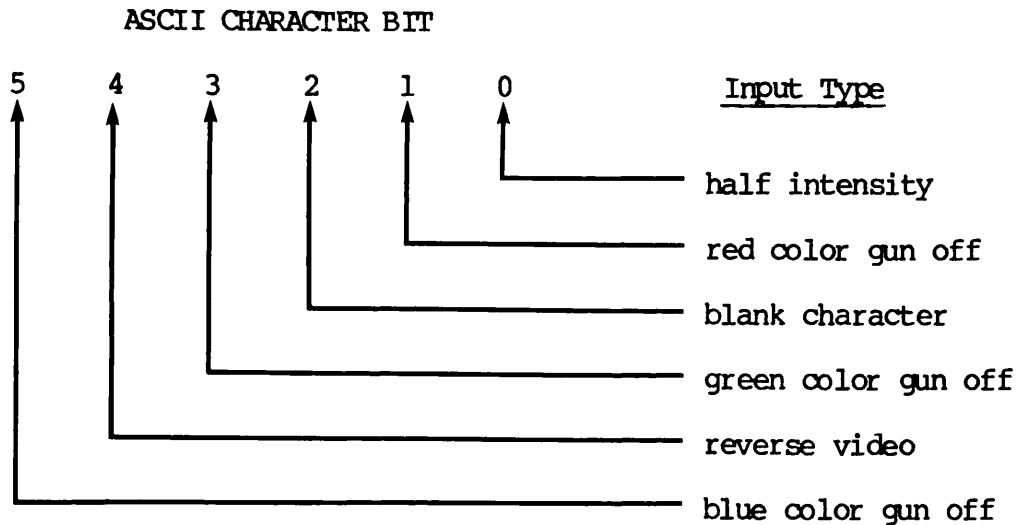 ASCII CHARACTER BIT
5 4 3 2 1 0 Input Type
half intensity
red color gun off
blank character
green color gun off
reverse video
blue color gun off